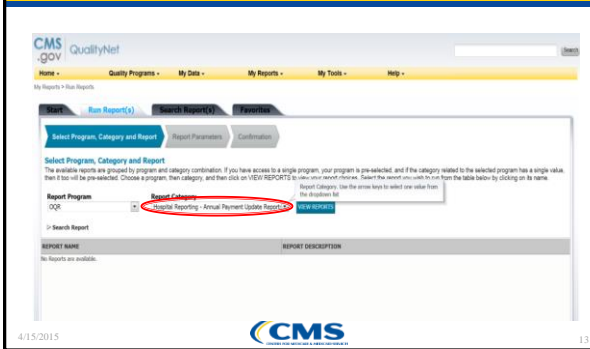 CMS
.gov QualityNet
Search
Home - Quality Programs - My Data - My Reports - My Tools - Help -
My Reports > Run Reports
Start Run Report(s) Search Report(s) Favorites
Select Program, Category and Report Report Parameters Confirmation
Select Program, Category and Report
The available reports are grouped by program and category combination. If you have access to a single program, your program is pre-selected, and if the category related to the selected program has a single value,
then it too will be pre-selected. Choose a program, then category, and then click on VIEW REPORTS to view your report choices. Select the report you wish to run from the table below by clicking on its name.
Report Category: Use the arrow keys to select one value from
the dropdown list
Report Program Report Category
OQR Hospital Reporting - Annual Payment Update Reports VIEW REPORTS
Search Report
REPORT NAME REPORT DESCRIPTION
No Reports are available.
4/15/2015 CMS 13
CENTERS FOR MEDICARE & MEDICAID SERVICES